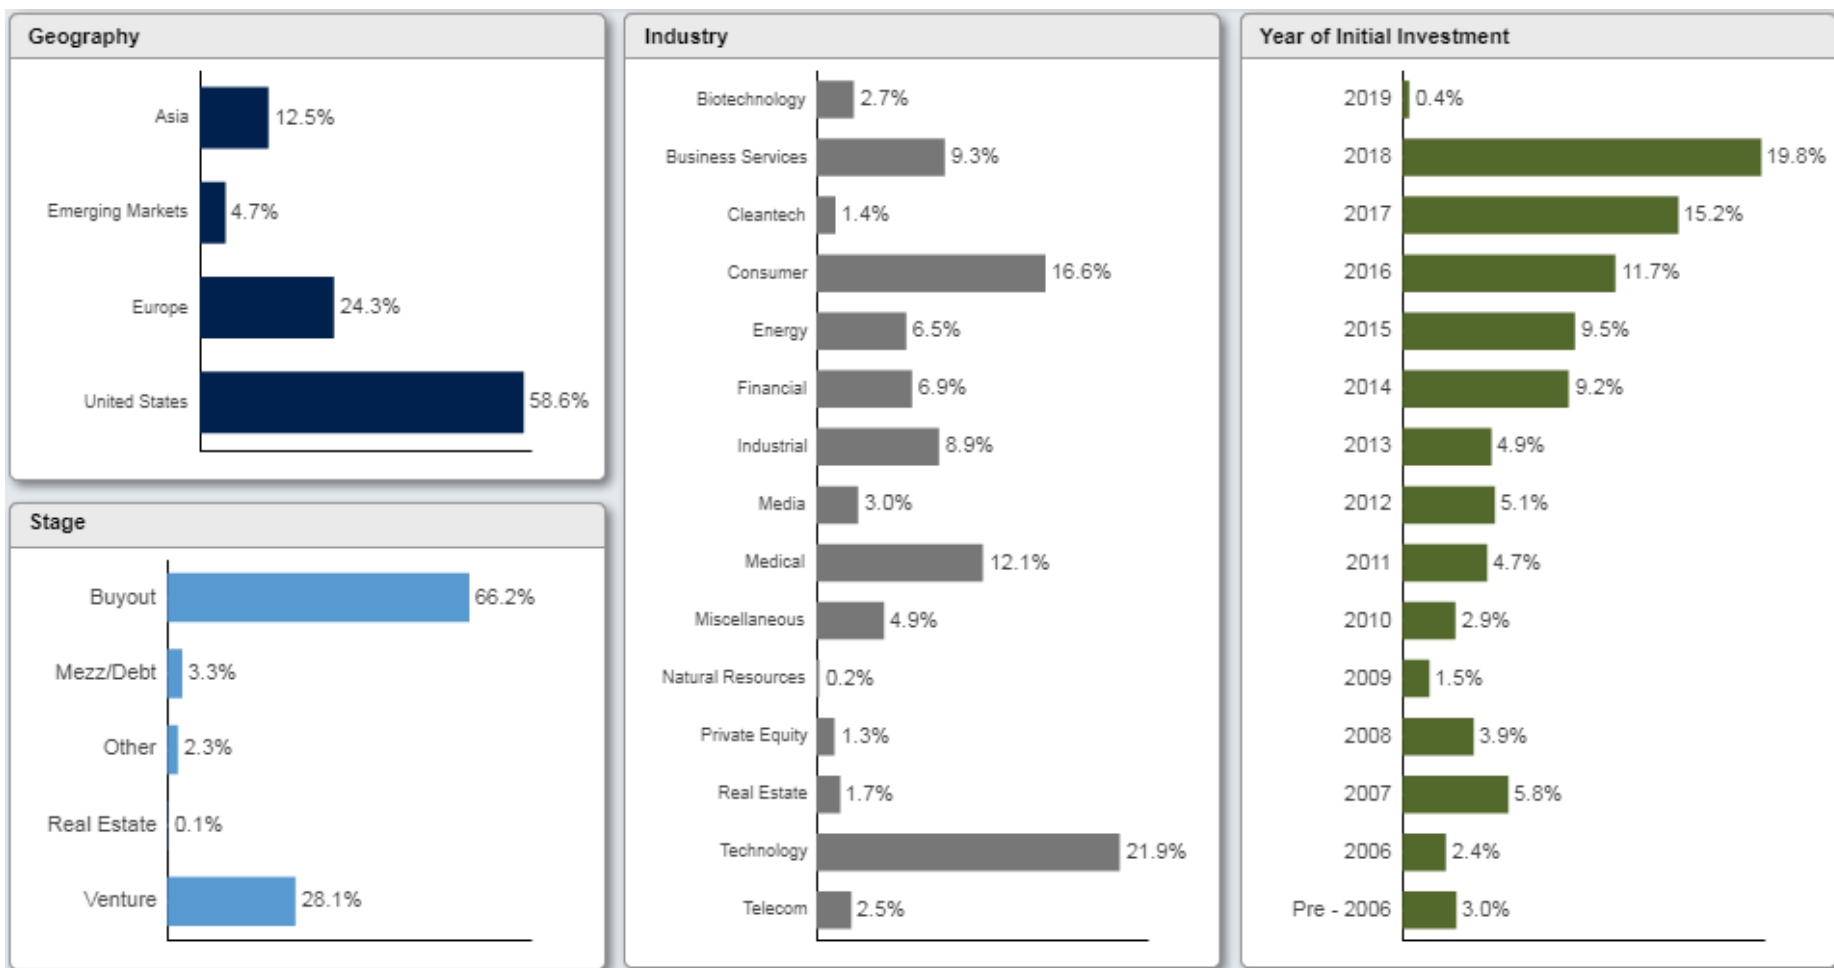 Geography
Asia 12.5%
Emerging Markets 4.7%
Europe 24.3%
United States 58.6%
Stage
Buyout 66.2%
Mezz/Debt 3.3%
Other 2.3%
Real Estate 0.1%
Venture 28.1%
Industry
Biotechnology 2.7%
Business Services 9.3%
Cleantech 1.4%
Consumer 16.6%
Energy 6.5%
Financial 6.9%
Industrial 8.9%
Media 3.0%
Medical 12.1%
Miscellaneous 4.9%
Natural Resources 0.2%
Private Equity 1.3%
Real Estate 1.7%
Technology 21.9%
Telecom 2.5%
Year of Initial Investment
2019 0.4%
2018 19.8%
2017 15.2%
2016 11.7%
2015 9.5%
2014 9.2%
2013 4.9%
2012 5.1%
2011 4.7%
2010 2.9%
2009 1.5%
2008 3.9%
2007 5.8%
2006 2.4%
Pre - 2006 3.0%